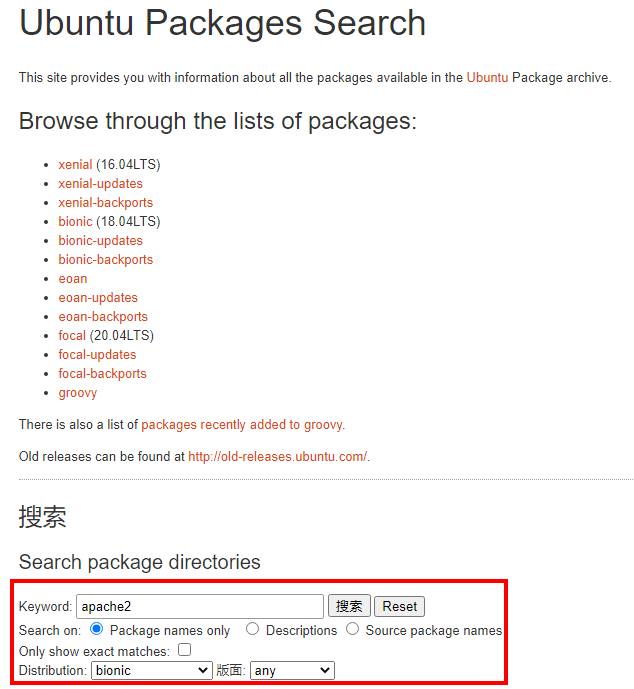 Ubuntu Packages Search
This site provides you with information about all the packages available in the Ubuntu Package archive.
Browse through the lists of packages:
xenial (16.04LTS)
xenial-updates
xenial-backports
bionic (18.04LTS)
bionic-updates
bionic-backports
eoan
eoan-updates
eoan-backports
focal (20.04LTS)
focal-updates
focal-backports
groovy
There is also a list of packages recently added to groovy.
Old releases can be found at http://old-releases.ubuntu.com/.
搜索
Search package directories
Keyword: apache2 搜索 Reset
Search on: Package names only Descriptions Source package names
Only show exact matches:
Distribution: bionic 版面: any